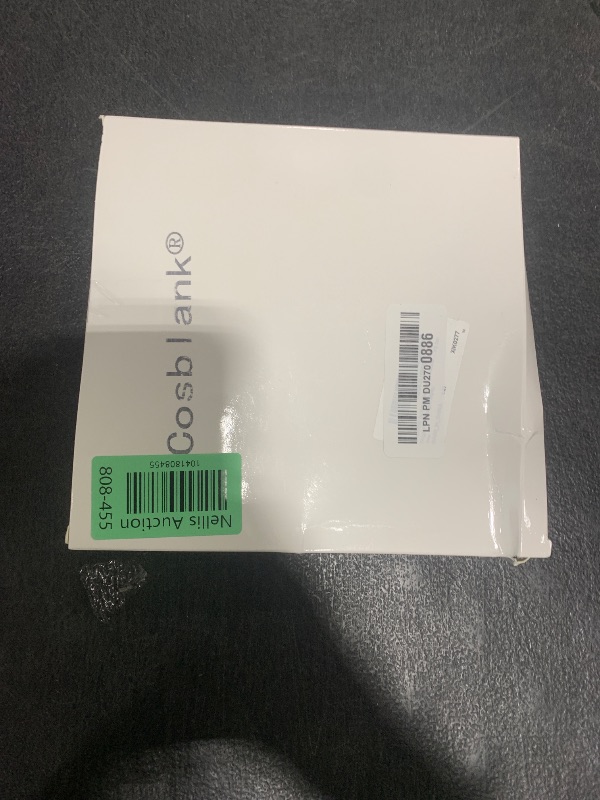 Cosblank®
LPN PM DU270 0886
Nellis Auction
1041808455
808-455